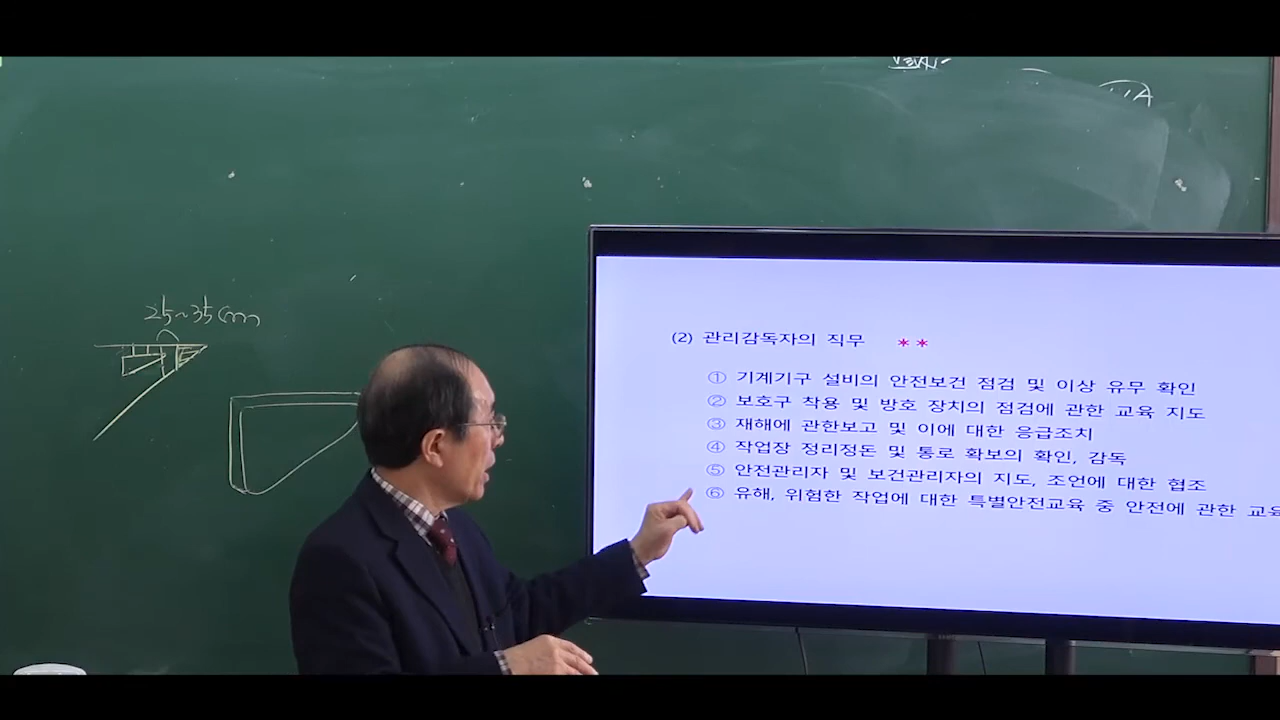 25~35cm
(2) 관리감독자의 직무 **
① 기계기구 설비의 안전보건 점검 및 이상 유무 확인
② 보호구 착용 및 방호 장치의 점검에 관한 교육 지도
③ 재해에 관한보고 및 이에 대한 응급조치
④ 작업장 정리정돈 및 통로 확보의 확인, 감독
⑤ 안전관리자 및 보건관리자의 지도, 조언에 대한 협조
⑥ 유해, 위험한 작업에 대한 특별안전교육 중 안전에 관한